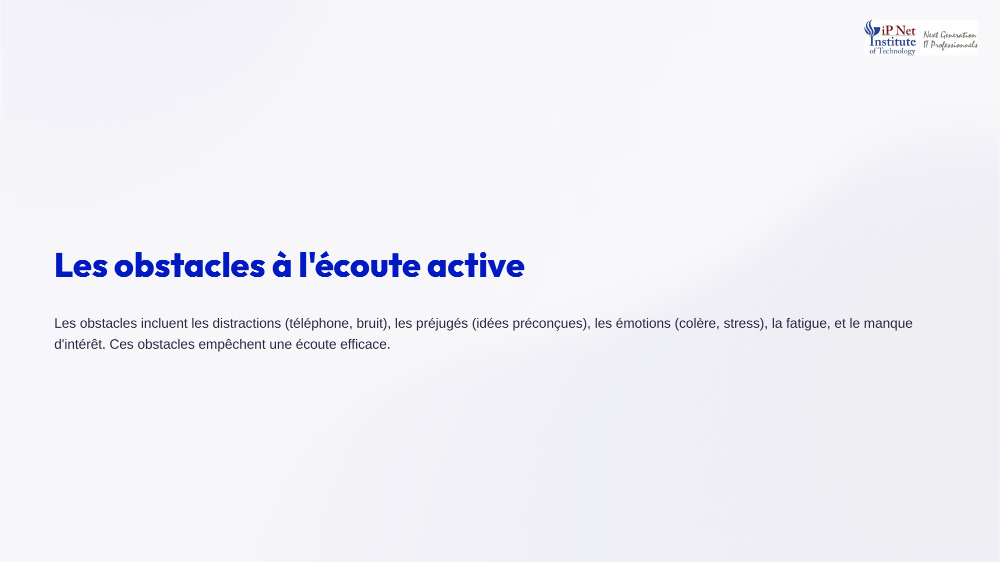 iP Net
Institute
of Technology
Next Generation
IT Professionnels
Les obstacles à l'écoute active
Les obstacles incluent les distractions (téléphone, bruit), les préjugés (idées préconçues), les émotions (colère, stress), la fatigue, et le manque
d'intérêt. Ces obstacles empêchent une écoute efficace.